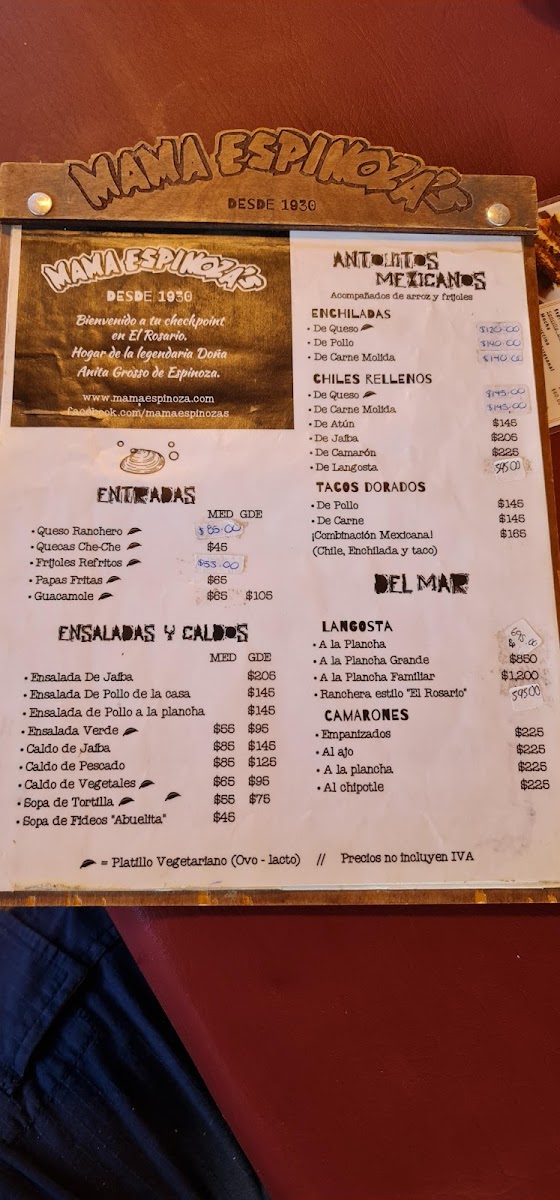 MAMA ESPINOZA's
DESDE 1930
MAMA ESPINOZA's
DESDE 1930
Bienvenido a tu checkpoint
en El Rosario.
Hogar de la legendaria Doña
Anita Grosso de Espinoza.
www.mamaespinoza.com
facebook.com/mamaespinozas
ENTRADAS
MED GDE
• Queso Ranchero $85.00
• Quecas Che-Che $45
• Frijoles Refritos $55.00
• Papas Fritas $65
• Guacamole $65 $105
ENSALADAS Y CALDOS
MED GDE
• Ensalada De Jaiba $205
• Ensalada De Pollo de la casa $145
• Ensalada de Pollo a la plancha $145
• Ensalada Verde $55 $95
• Caldo de Jaiba $85 $145
• Caldo de Pescado $85 $125
• Caldo de Vegetales $65 $95
• Sopa de Tortilla $55 $75
• Sopa de Fideos "Abuelita" $45
ANTOJITOS
MEXICANOS
Acompañados de arroz y frijoles
ENCHILADAS
• De Queso $120.00
• De Pollo $140.00
• De Carne Molida $140.00
CHILES RELLENOS
• De Queso $145.00
• De Carne Molida $145.00
• De Atún $145
• De Jaiba $205
• De Camarón $225
• De Langosta 545.00
TACOS DORADOS
• De Pollo $145
• De Carne $145
¡Combinación Mexicana! $165
(Chile, Enchilada y taco)
DEL MAR
LANGOSTA
• A la Plancha
• A la Plancha Grande $850
• A la Plancha Familiar $1,200
• Ranchera estilo "El Rosario" 545.00
CAMARONES
• Empanizados $225
• Al ajo $225
• A la plancha $225
• Al chipotle $225
= Platillo Vegetariano (Ovo - lacto) // Precios no incluyen IVA